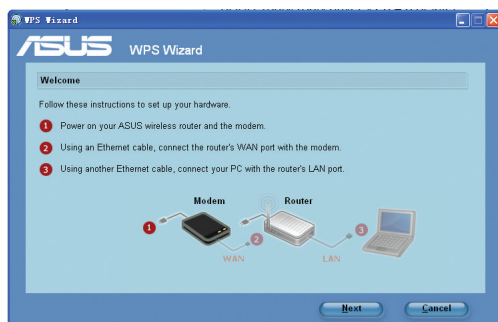 WPS Wizard
ASUS WPS Wizard
Welcome
Follow these instructions to set up your hardware.
1 Power on your ASUS wireless router and the modem.
2 Using an Ethernet cable, connect the router's WAN port with the modem.
3 Using another Ethernet cable, connect your PC with the router's LAN port.
Modem Router
1 2 3
WAN LAN
Next Cancel